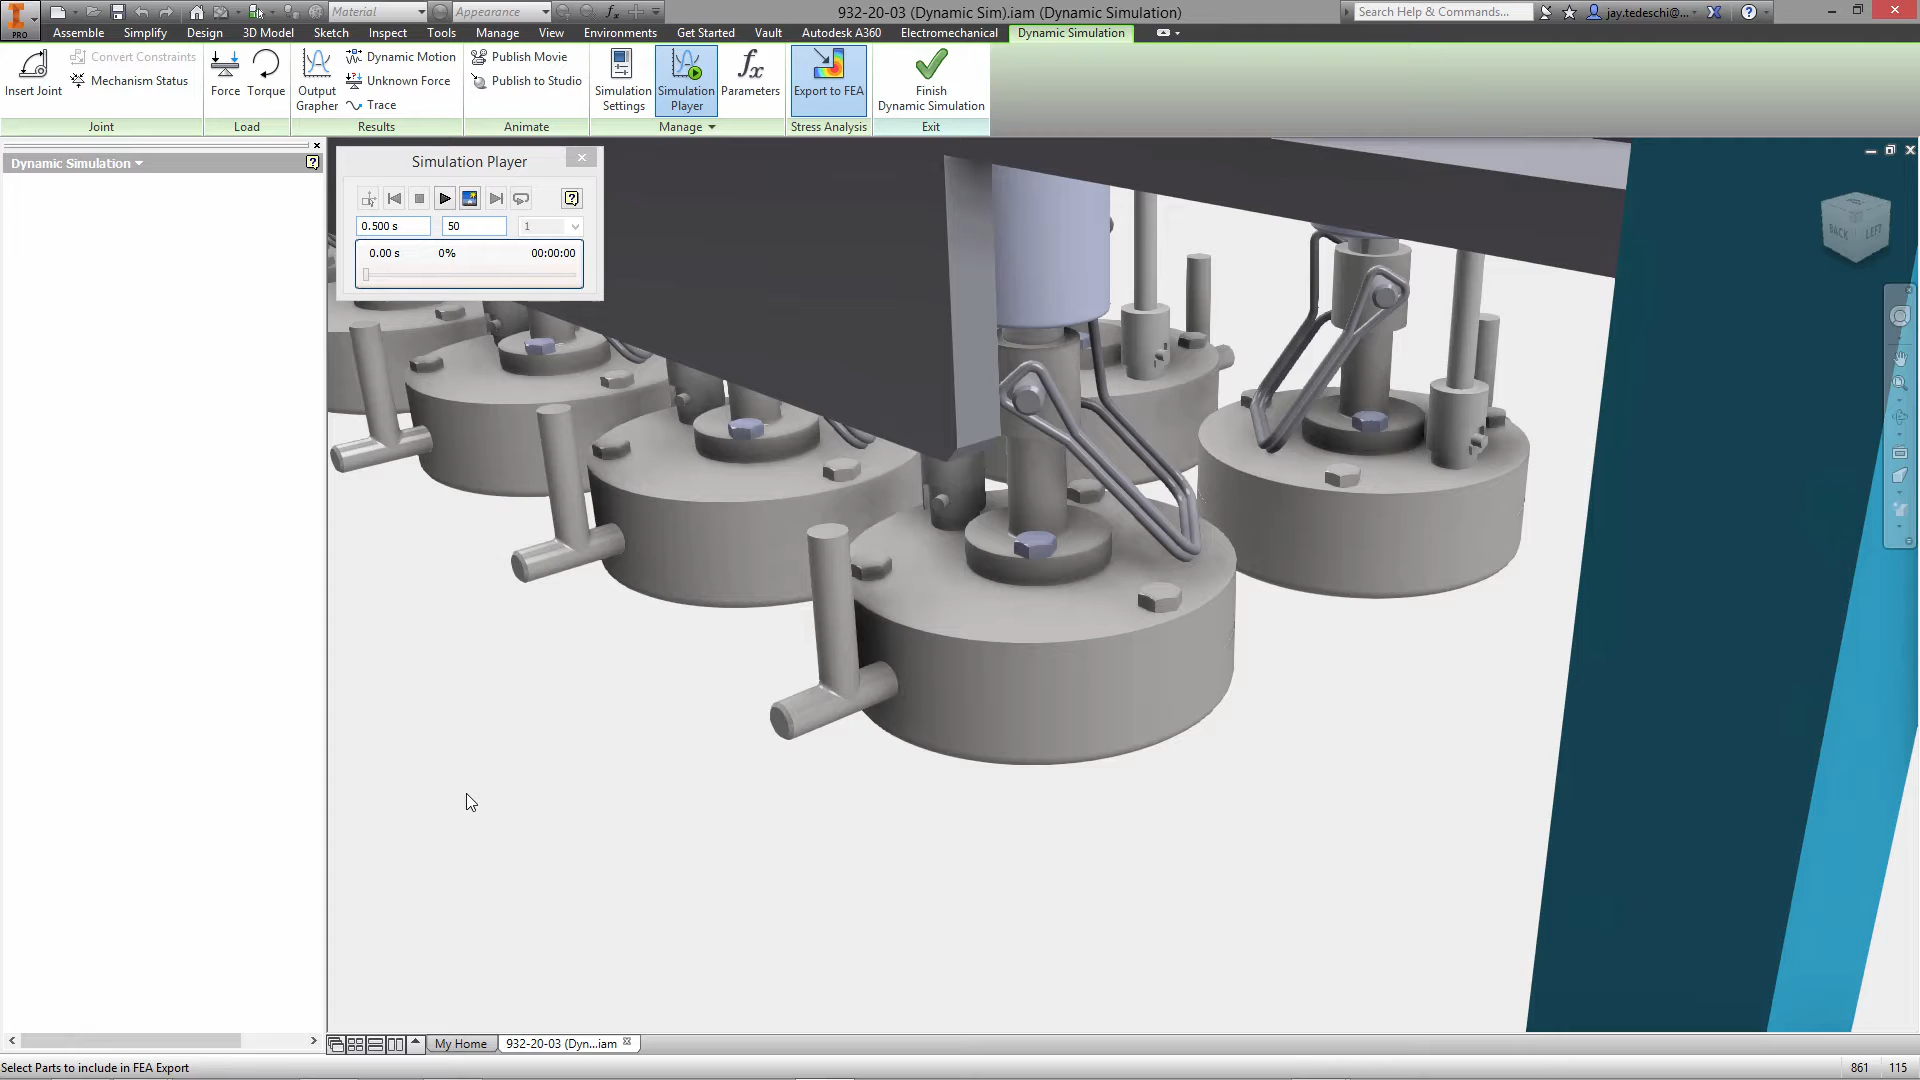 Material
Appearance
932-20-03 (Dynamic Sim).iam (Dynamic Simulation)
Search Help & Commands...
jay.tedeschi@...
PRO
Assemble Simplify Design 3D Model Sketch Inspect Tools Manage View Environments Get Started Vault Autodesk A360 Electromechanical Dynamic Simulation
Insert Joint
Convert Constraints
Mechanism Status
Joint
Force
Torque
Load
Output
Grapher
Dynamic Motion
Unknown Force
Trace
Results
Publish Movie
Publish to Studio
Animate
Simulation
Settings
Simulation
Player
fx
Parameters
Manage
Export to FEA
Stress Analysis
Finish
Dynamic Simulation
Exit
Dynamic Simulation
Simulation Player
0.500 s
50
1
0.00 s 0% 00:00:00
BACK LEFT
My Home
932-20-03 (Dyn...iam
Select Parts to include in FEA Export
861 115